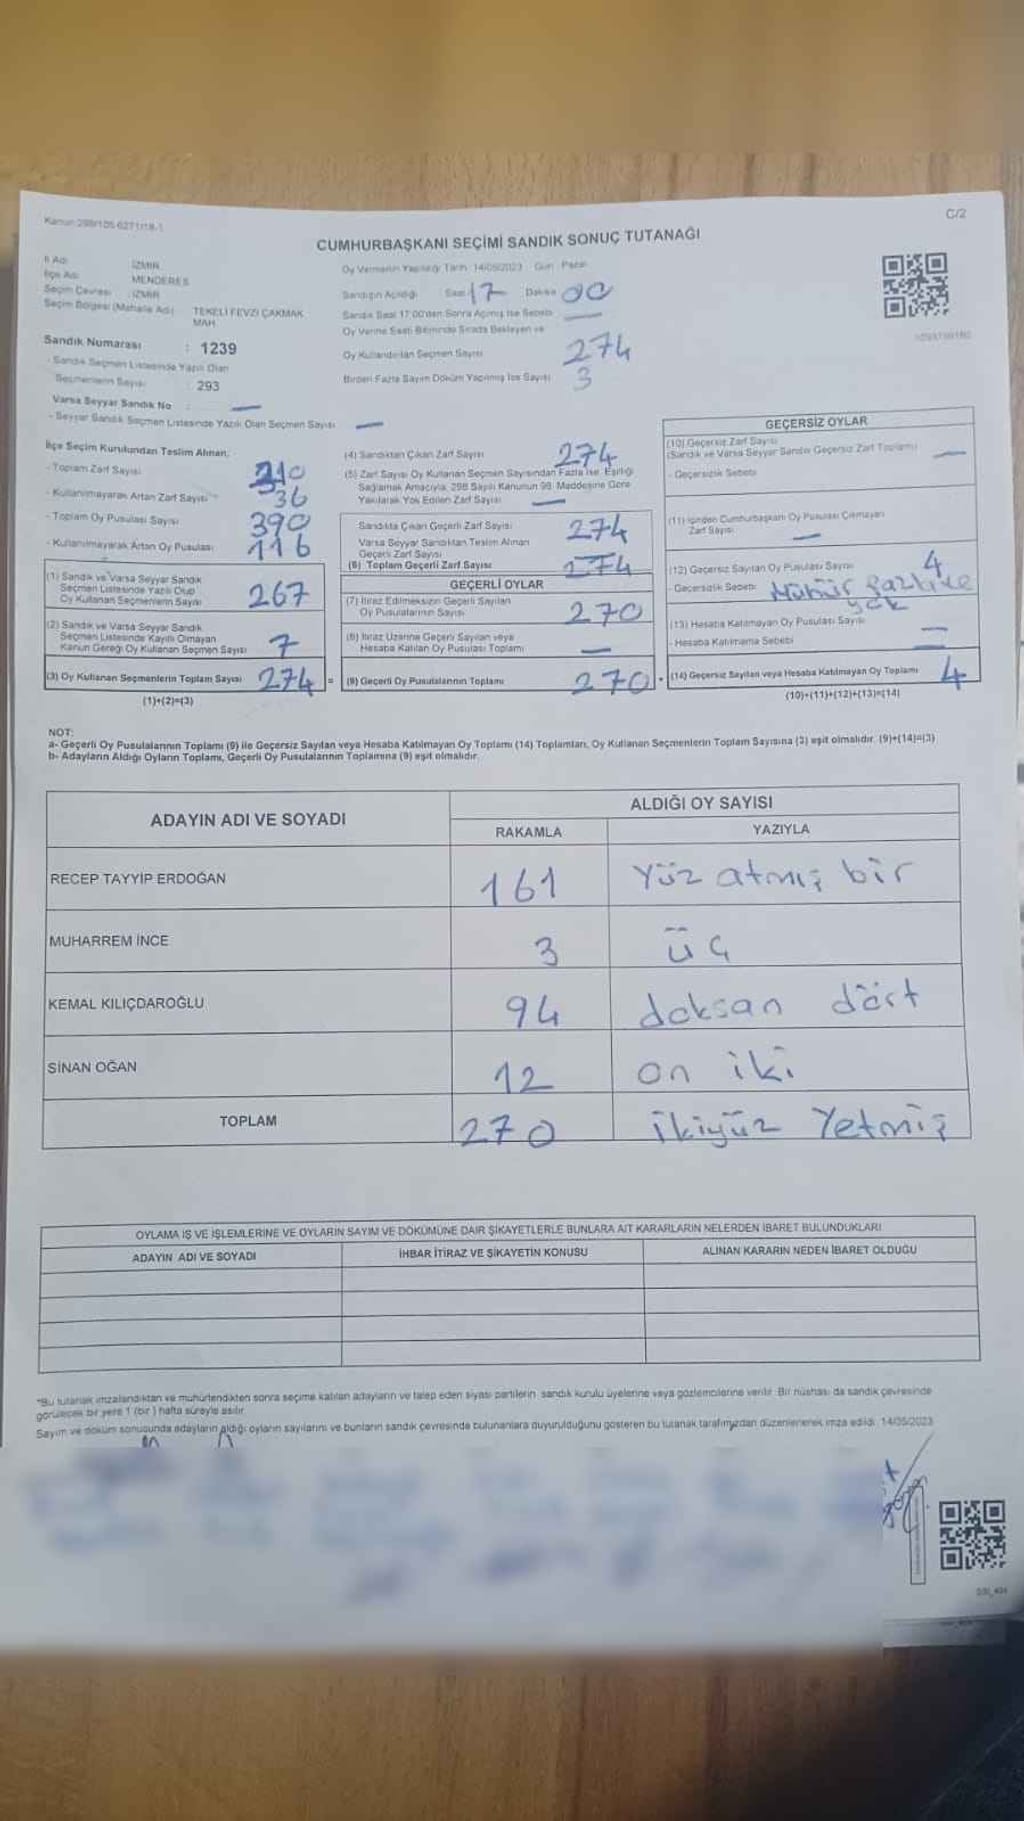 Kanun 298/105-6271/18-1
C/2
CUMHURBAŞKANI SEÇİMİ SANDIK SONUÇ TUTANAĞI
İl Adı İZMİR
İlçe Adı MENDERES
Seçim Çevresi İZMİR
Seçim Bölgesi (Mahalle Adı) TEKELİ FEVZİ ÇAKMAK MAH.
Sandık Numarası : 1239
- Sandık Seçmen Listesinde Yazılı Olan
Seçmenlerin Sayısı : 293
Varsa Seyyar Sandık No : —
- Seyyar Sandık Seçmen Listesinde Yazılı Olan Seçmen Sayısı —
Oy Vermenin Yapıldığı Tarih : 14/05/2023 Gün : Pazar
Sandığın Açıldığı Saat 17 Dakika 00
Sandık Saat 17:00'den Sonra Açılmış İse Sebebi —
Oy Verme Saati Bitiminde Sırada Bekleyen ve
Oy Kullandırılan Seçmen Sayısı 274
Birden Fazla Sayım Döküm Yapılmış İse Sayısı 3
İlçe Seçim Kurulundan Teslim Alınan;
- Toplam Zarf Sayısı 310
- Kullanılmayarak Artan Zarf Sayısı 36
- Toplam Oy Pusulası Sayısı 390
- Kullanılmayarak Artan Oy Pusulası 116
(1) Sandık ve Varsa Seyyar Sandık
Seçmen Listesinde Yazılı Olup
Oy Kullanan Seçmenlerin Sayısı 267
(2) Sandık ve Varsa Seyyar Sandık
Seçmen Listesinde Kayıtlı Olmayan
Kanun Gereği Oy Kullanan Seçmen Sayısı 7
(3) Oy Kullanan Seçmenlerin Toplam Sayısı 274 =
(1)+(2)=(3)
(4) Sandıktan Çıkan Zarf Sayısı 274
(5) Zarf Sayısı Oy Kullanan Seçmen Sayısından Fazla İse, Eşitliği
Sağlamak Amacıyla, 298 Sayılı Kanunun 98. Maddesine Göre
Yakılarak Yok Edilen Zarf Sayısı —
Sandıkta Çıkan Geçerli Zarf Sayısı 274
Varsa Seyyar Sandıktan Teslim Alınan
Geçerli Zarf Sayısı
(6) Toplam Geçerli Zarf Sayısı 274
GEÇERLİ OYLAR
(7) İtiraz Edilmeksizin Geçerli Sayılan
Oy Pusulalarının Sayısı 270
(8) İtiraz Üzerine Geçerli Sayılan veya
Hesaba Katılan Oy Pusulası Toplamı —
(9) Geçerli Oy Pusulalarının Toplamı 270 +
GEÇERSİZ OYLAR
(10) Geçersiz Zarf Sayısı
(Sandık ve Varsa Seyyar Sandık Geçersiz Zarf Toplamı) —
- Geçersizlik Sebebi
(11) İçinden Cumhurbaşkanı Oy Pusulası Çıkmayan
Zarf Sayısı —
(12) Geçersiz Sayılan Oy Pusulası Sayısı 4
- Geçersizlik Sebebi Mühür fazla ve
yok
(13) Hesaba Katılmayan Oy Pusulası Sayısı —
- Hesaba Katılmama Sebebi —
(14) Geçersiz Sayılan veya Hesaba Katılmayan Oy Toplamı 4
(10)+(11)+(12)+(13)=(14)
NOT:
a- Geçerli Oy Pusulalarının Toplamı (9) ile Geçersiz Sayılan veya Hesaba Katılmayan Oy Toplamı (14) Toplamları, Oy Kullanan Seçmenlerin Toplam Sayısına (3) eşit olmalıdır. (9)+(14)=(3)
b- Adayların Aldığı Oyların Toplamı, Geçerli Oy Pusulalarının Toplamına (9) eşit olmalıdır.
ADAYIN ADI VE SOYADI
ALDIĞI OY SAYISI
RAKAMLA YAZIYLA
RECEP TAYYİP ERDOĞAN 161 Yüz atmış bir
MUHARREM İNCE 3 üç
KEMAL KILIÇDAROĞLU 94 doksan dört
SİNAN OĞAN 12 on iki
TOPLAM 270 ikiyüz Yetmiş
OYLAMA İŞ VE İŞLEMLERİNE VE OYLARIN SAYIM VE DÖKÜMÜNE DAİR ŞİKAYETLERLE BUNLARA AİT KARARLARIN NELERDEN İBARET BULUNDUKLARI
ADAYIN ADI VE SOYADI İHBAR İTİRAZ VE ŞİKAYETİN KONUSU ALINAN KARARIN NEDEN İBARET OLDUĞU
*Bu tutanak imzalandıktan ve mühürlendikten sonra seçime katılan adayların ve talep eden siyasi partilerin, sandık kurulu üyelerine veya gözlemcilerine verilir. Bir nüshası da sandık çevresinde
görülecek bir yere 1 (bir) hafta süreyle asılır.
Sayım ve döküm sonusunda adayların aldığı oyların sayılarını ve bunların sandık çevresinde bulunanlara duyurulduğunu gösteren bu tutanak tarafımızdan düzenlenerek imza edildi. 14/05/2023